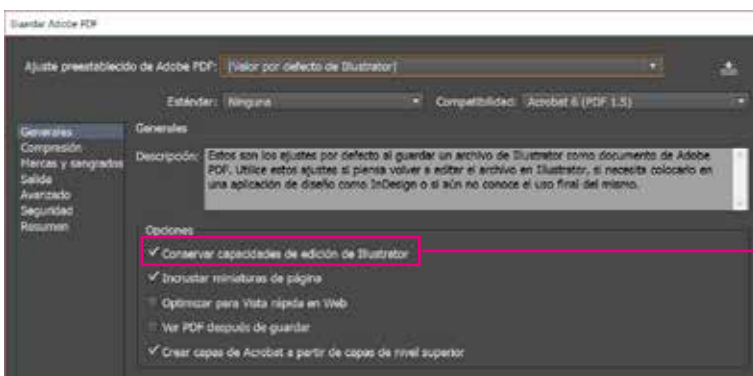 Guardar Adobe PDF
Ajuste preestablecido de Adobe PDF: [Valor por defecto de Illustrator]
Estándar: Ninguna Compatibilidad: Acrobat 6 (PDF 1.5)
Generales
Compresión
Marcas y sangrados
Salida
Avanzado
Seguridad
Resumen
Generales
Descripción: Estos son los ajustes por defecto al guardar un archivo de Illustrator como documento de Adobe
PDF. Utilice estos ajustes si piensa volver a editar el archivo en Illustrator, si necesita colocarlo en
una aplicación de diseño como InDesign o si aún no conoce el uso final del mismo.
Opciones
Conservar capacidades de edición de Illustrator
Incrustar miniaturas de página
Optimizar para Vista rápida en Web
Ver PDF después de guardar
Crear capas de Acrobat a partir de capas de nivel superior